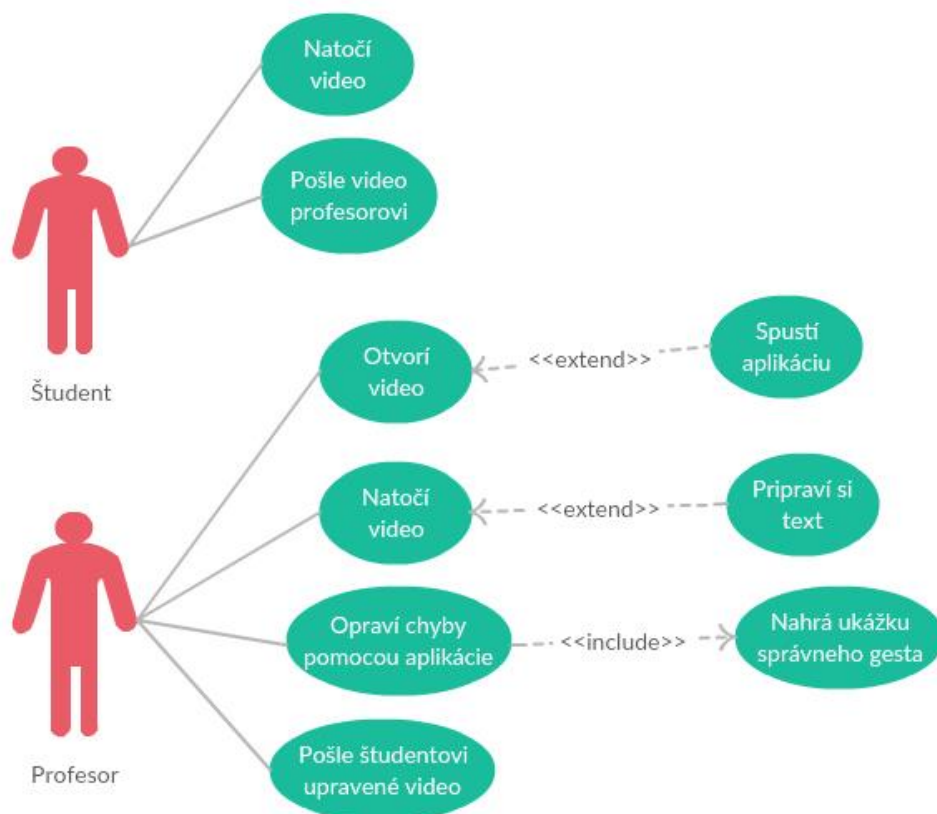 Natočí
video
Pošle video
profesorovi
Študent
Otvorí
video
<<extend>>
Spustí
aplikáciu
Natočí
video
<<extend>>
Pripraví si
text
Opraví chyby
pomocou aplikácie
<<include>>
Nahrá ukážku
správneho gesta
Pošle študentovi
upravené video
Profesor